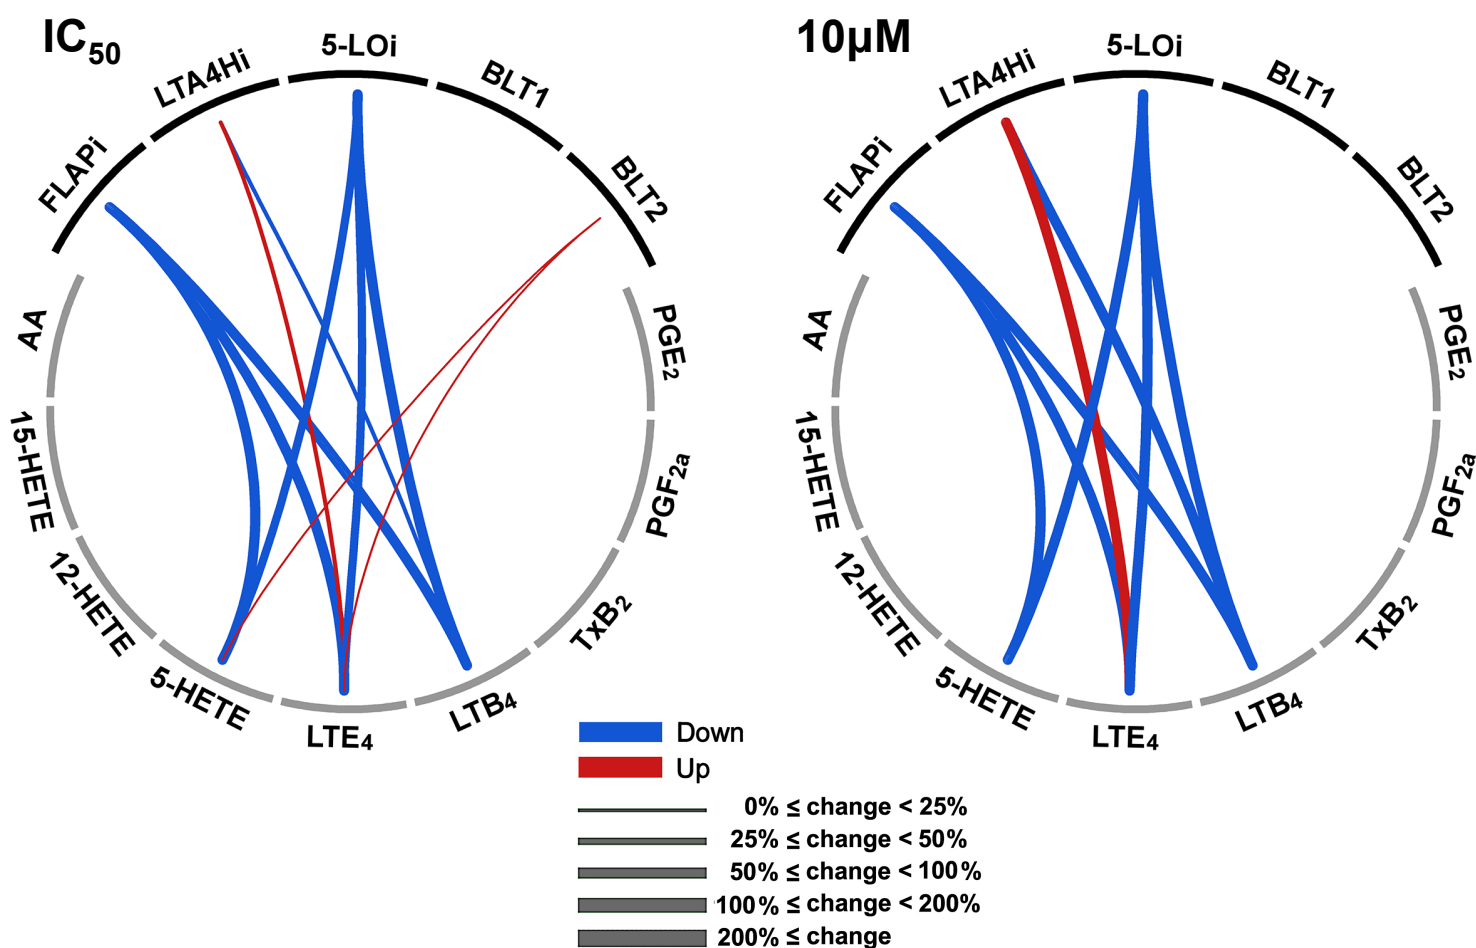 IC50
5-LOi
LTA4Hi
BLT1
FLAPi
BLT2
AA
PGE2
15-HETE
PGF2a
12-HETE
TxB2
5-HETE
LTB4
LTE4
10µM
5-LOi
LTA4Hi
BLT1
FLAPi
BLT2
AA
PGE2
15-HETE
PGF2a
12-HETE
TxB2
5-HETE
LTB4
LTE4
Down
Up
0% ≤ change < 25%
25% ≤ change < 50%
50% ≤ change < 100%
100% ≤ change < 200%
200% ≤ change